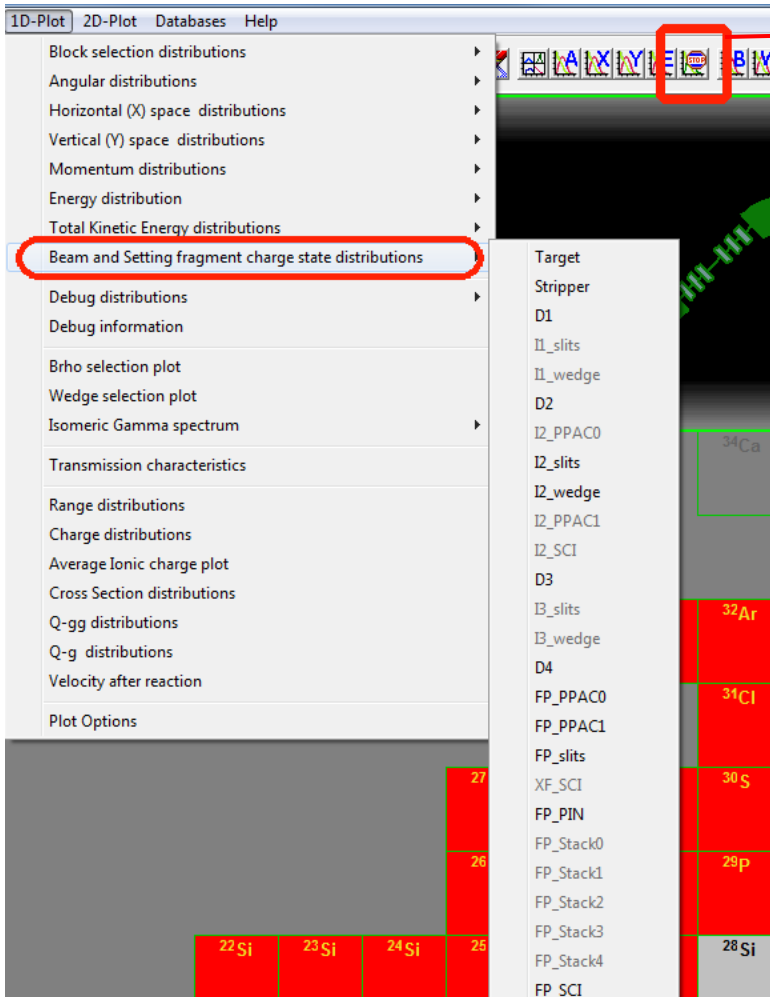 1D-Plot 2D-Plot Databases Help
Block selection distributions
Angular distributions
Horizontal (X) space distributions
Vertical (Y) space distributions
Momentum distributions
Energy distribution
Total Kinetic Energy distributions
Beam and Setting fragment charge state distributions
Debug distributions
Debug information
Brho selection plot
Wedge selection plot
Isomeric Gamma spectrum
Transmission characteristics
Range distributions
Charge distributions
Average Ionic charge plot
Cross Section distributions
Q-gg distributions
Q-g distributions
Velocity after reaction
Plot Options
A X Y E STOP B
Target
Stripper
D1
I1_slits
I1_wedge
D2
I2_PPAC0
I2_slits
I2_wedge
I2_PPAC1
I2_SCI
D3
I3_slits
I3_wedge
D4
FP_PPAC0
FP_PPAC1
FP_slits
XF_SCI
FP_PIN
FP_Stack0
FP_Stack1
FP_Stack2
FP_Stack3
FP_Stack4
FP_SCI
34Ca
32Ar
31Cl
27 30S
26 29P
22Si 23Si 24Si 25 28Si